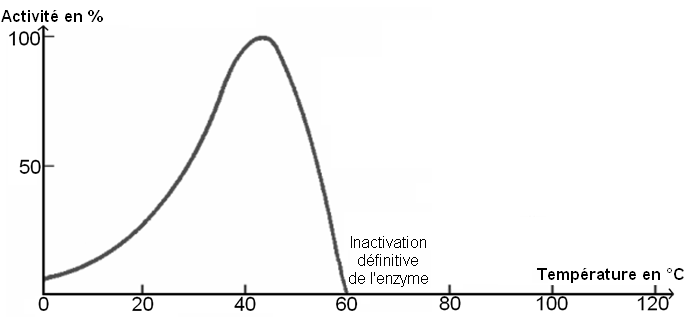 Activité en %
100
50
Inactivation
définitive
de l'enzyme
Température en °C
0
20
40
60
80
100
120